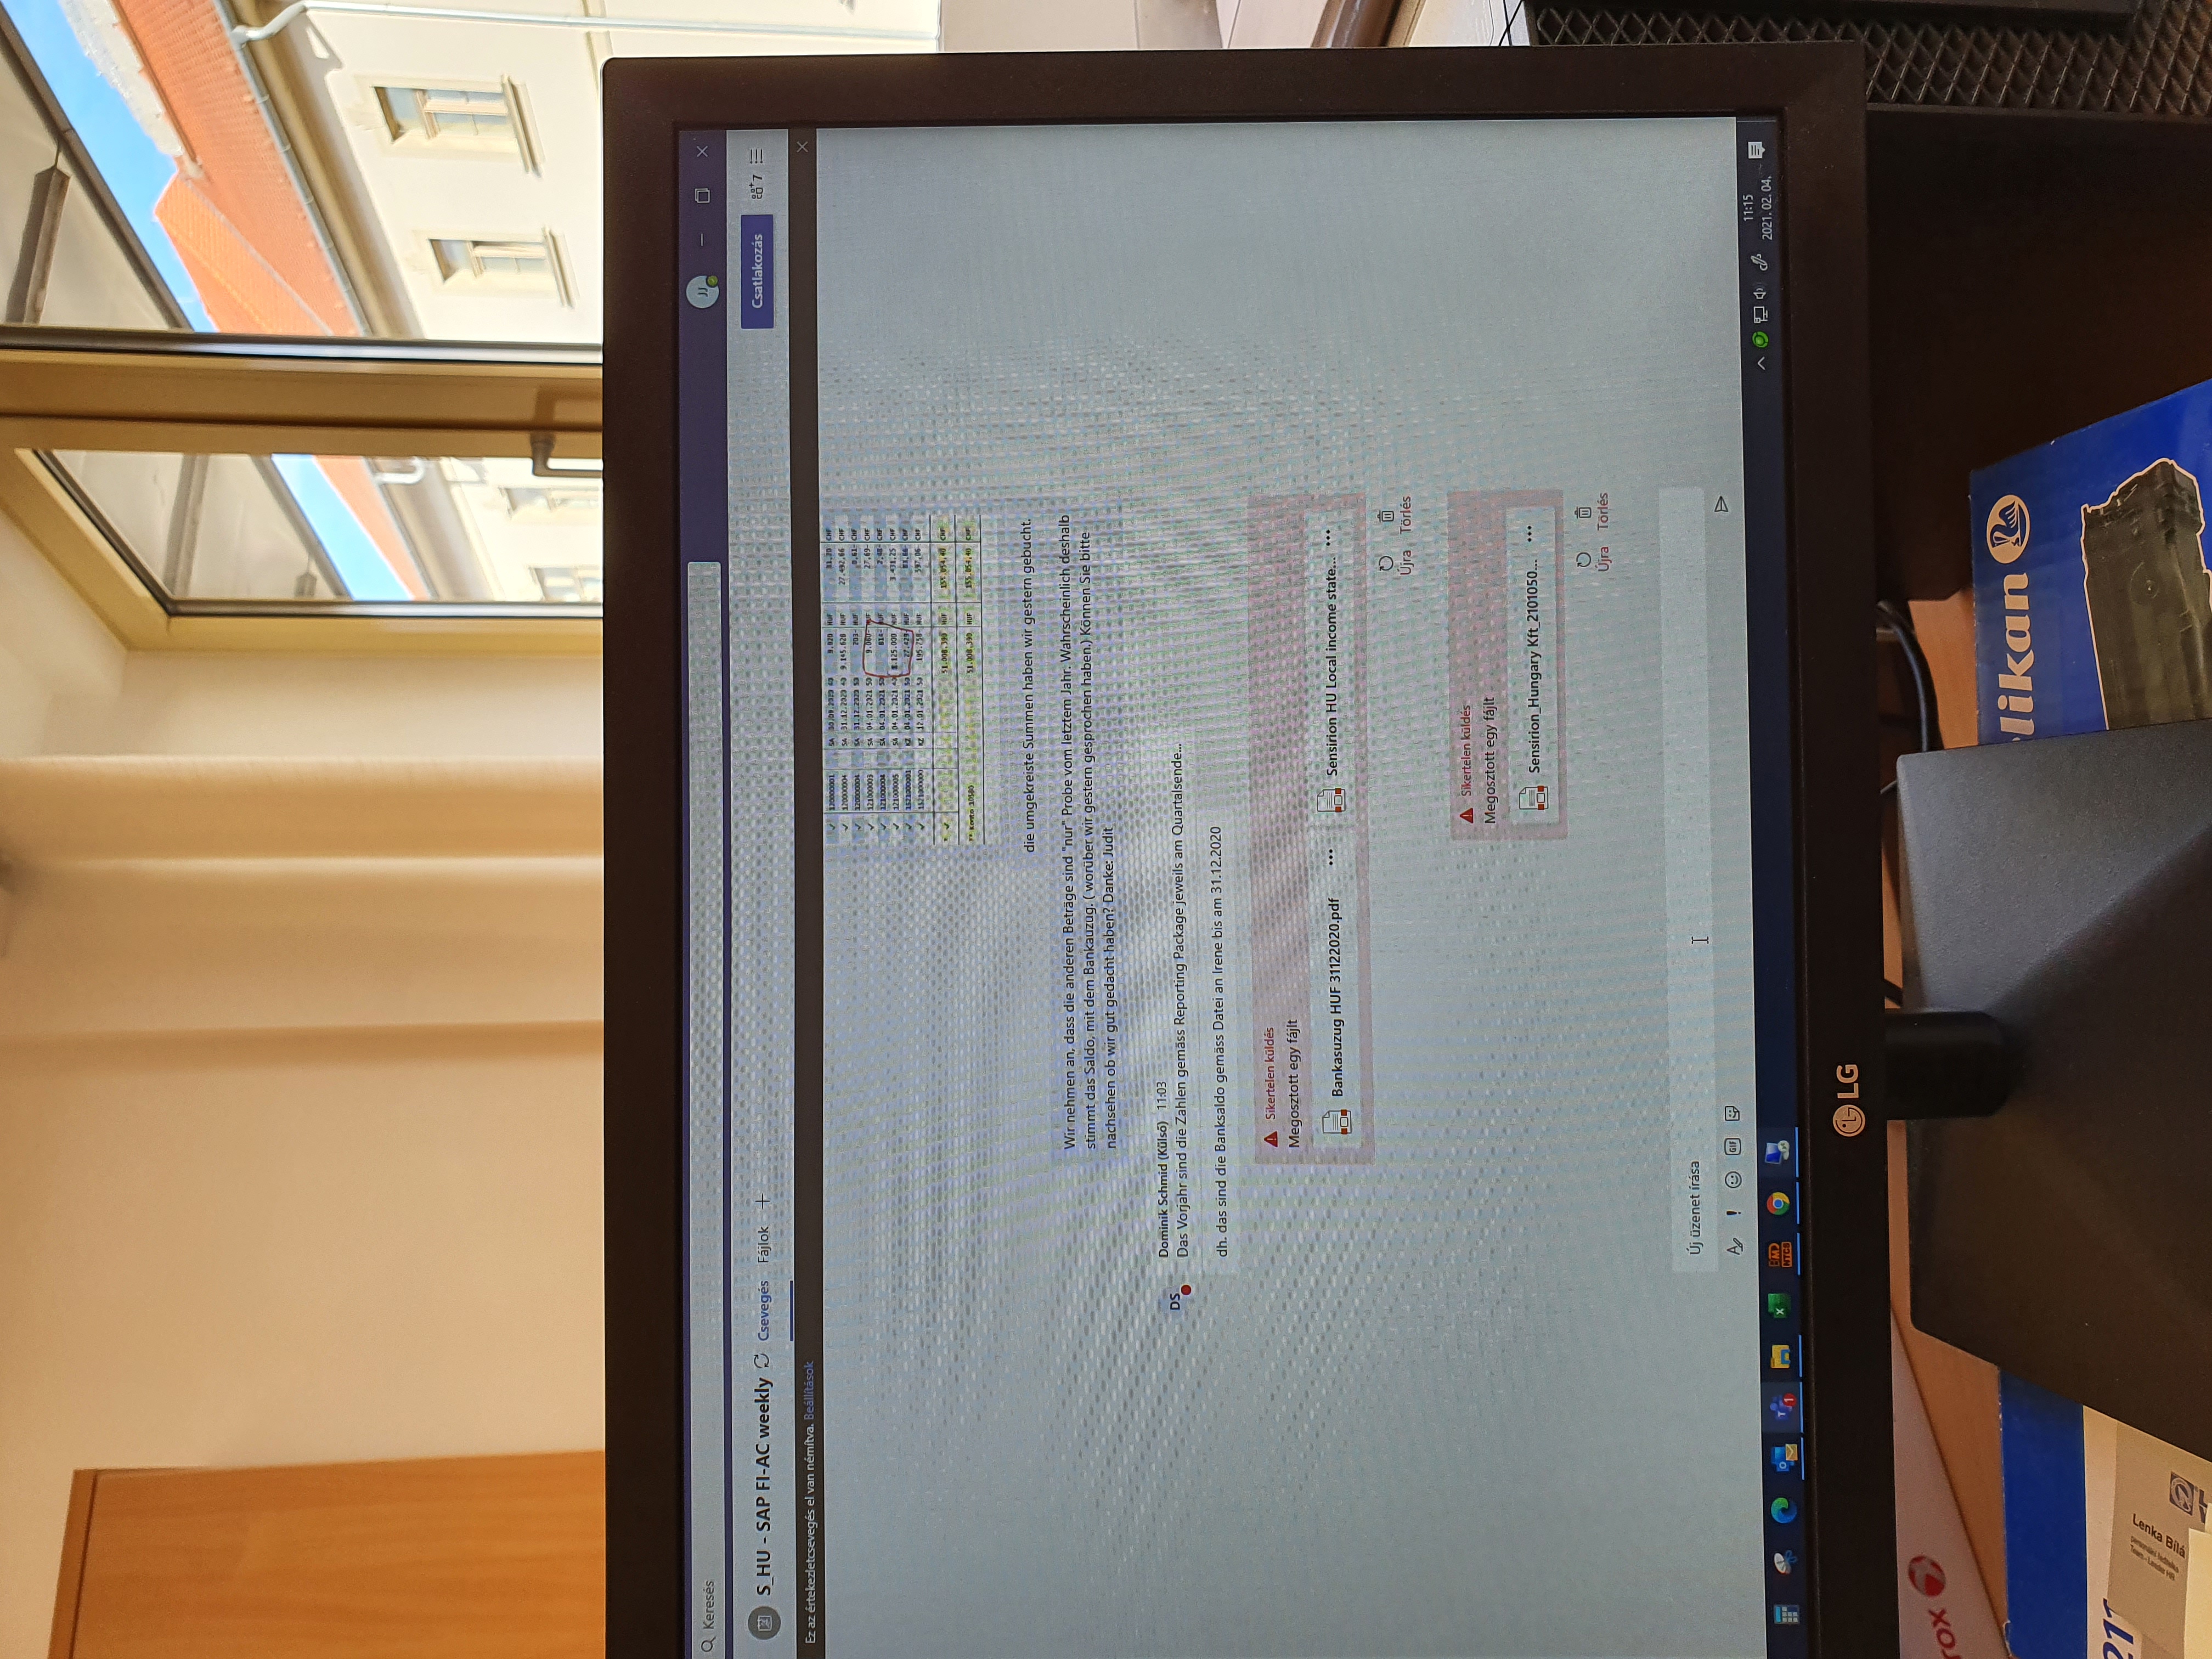 Keresés
JJ
S_HU - SAP FI-AC weekly Csevegés Fájlok
Csatlakozás
7
Ez az értekezletcsevegés el van némítva. Beállítások
120000001 SA 30.09.2020 40 9.820 HUF 31,20 CHF
120000004 SA 31.12.2020 40 9.145.628 HUF 27.492,66 CHF
120000004 SA 31.12.2020 50 203- HUF 0,61- CHF
121000003 SA 04.01.2021 50 HUF 27,69- CHF
121000004 SA 04.01.2021 50 814- HUF 2,48- CHF
121000005 SA 04.01.2021 40 125.000 HUF 3.431,25 CHF
1521000001 KZ 04.01.2021 50 27.429 HUF 83,66- CHF
1521000000 KZ 12.01.2021 50 195.758- HUF 597,06- CHF
* 51.008.390 HUF 155.054,40 CHF
** Konto 10580 51.008.390 HUF 155.054,40 CHF
die umgekreiste Summen haben wir gestern gebucht.
Wir nehmen an, dass die anderen Beträge sind "nur" Probe vom letztem Jahr. Wahrscheinlich deshalb
stimmt das Saldo, mit dem Bankauzug. ( worüber wir gestern gesprochen haben.) Können Sie bitte
nachsehen ob wir gut gedacht haben? Danke: Judit
DS
Dominik Schmid (Külső) 11:03
Das Vorjahr sind die Zahlen gemäss Reporting Package jeweils am Quartalsende...
dh. das sind die Banksaldo gemäss Datei an Irene bis am 31.12.2020
Sikertelen küldés
Megosztott egy fájlt
Bankasuzug HUF 31122020.pdf ...
Sensirion HU Local income state... ...
Újra Törlés
Sikertelen küldés
Megosztott egy fájlt
Sensirion_Hungary Kft_2101050... ...
Újra Törlés
Új üzenet írása
GIF
11:15
2021. 02. 04.
BMD
NTCS
1
LG
rox
likan
211
Lenka Bílá